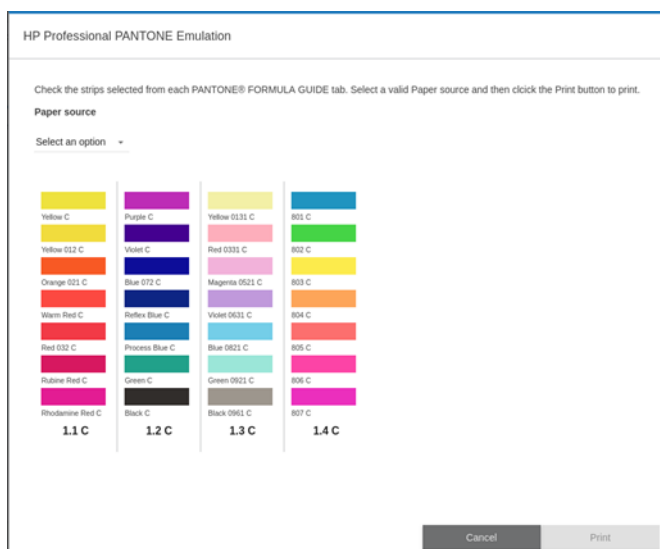 HP Professional PANTONE Emulation
Check the strips selected from each PANTONE® FORMULA GUIDE tab. Select a valid Paper source and then clcick the Print button to print.
Paper source
Select an option
Yellow C
Yellow 012 C
Orange 021 C
Warm Red C
Red 032 C
Rubine Red C
Rhodamine Red C
1.1 C
Purple C
Violet C
Blue 072 C
Reflex Blue C
Process Blue C
Green C
Black C
1.2 C
Yellow 0131 C
Red 0331 C
Magenta 0521 C
Violet 0631 C
Blue 0821 C
Green 0921 C
Black 0961 C
1.3 C
801 C
802 C
803 C
804 C
805 C
806 C
807 C
1.4 C
Cancel
Print